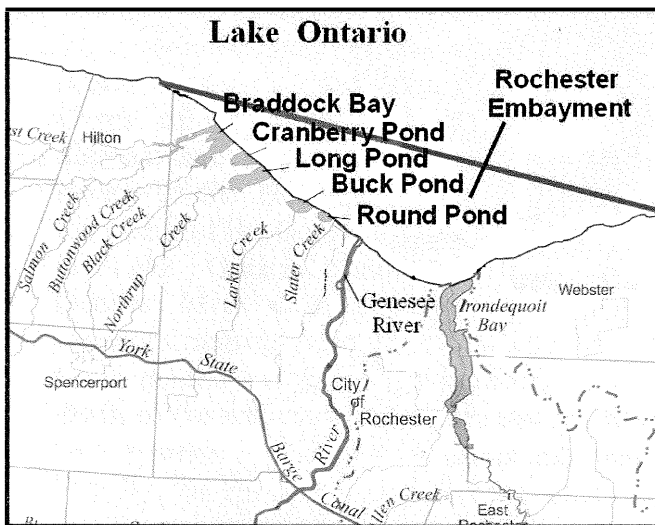 Lake Ontario
Rochester
Embayment
Braddock Bay
Cranberry Pond
Long Pond
Buck Pond
Round Pond
Creek
Hilton
Salmon Creek
Buttonwood Creek
Black Creek
Northrup Creek
Larkin Creek
Slater Creek
Genesee
River
Irondequoit
Bay
Webster
York State
Barge Canal
Spencerport
City
of
Rochester
River
Allen Creek
East